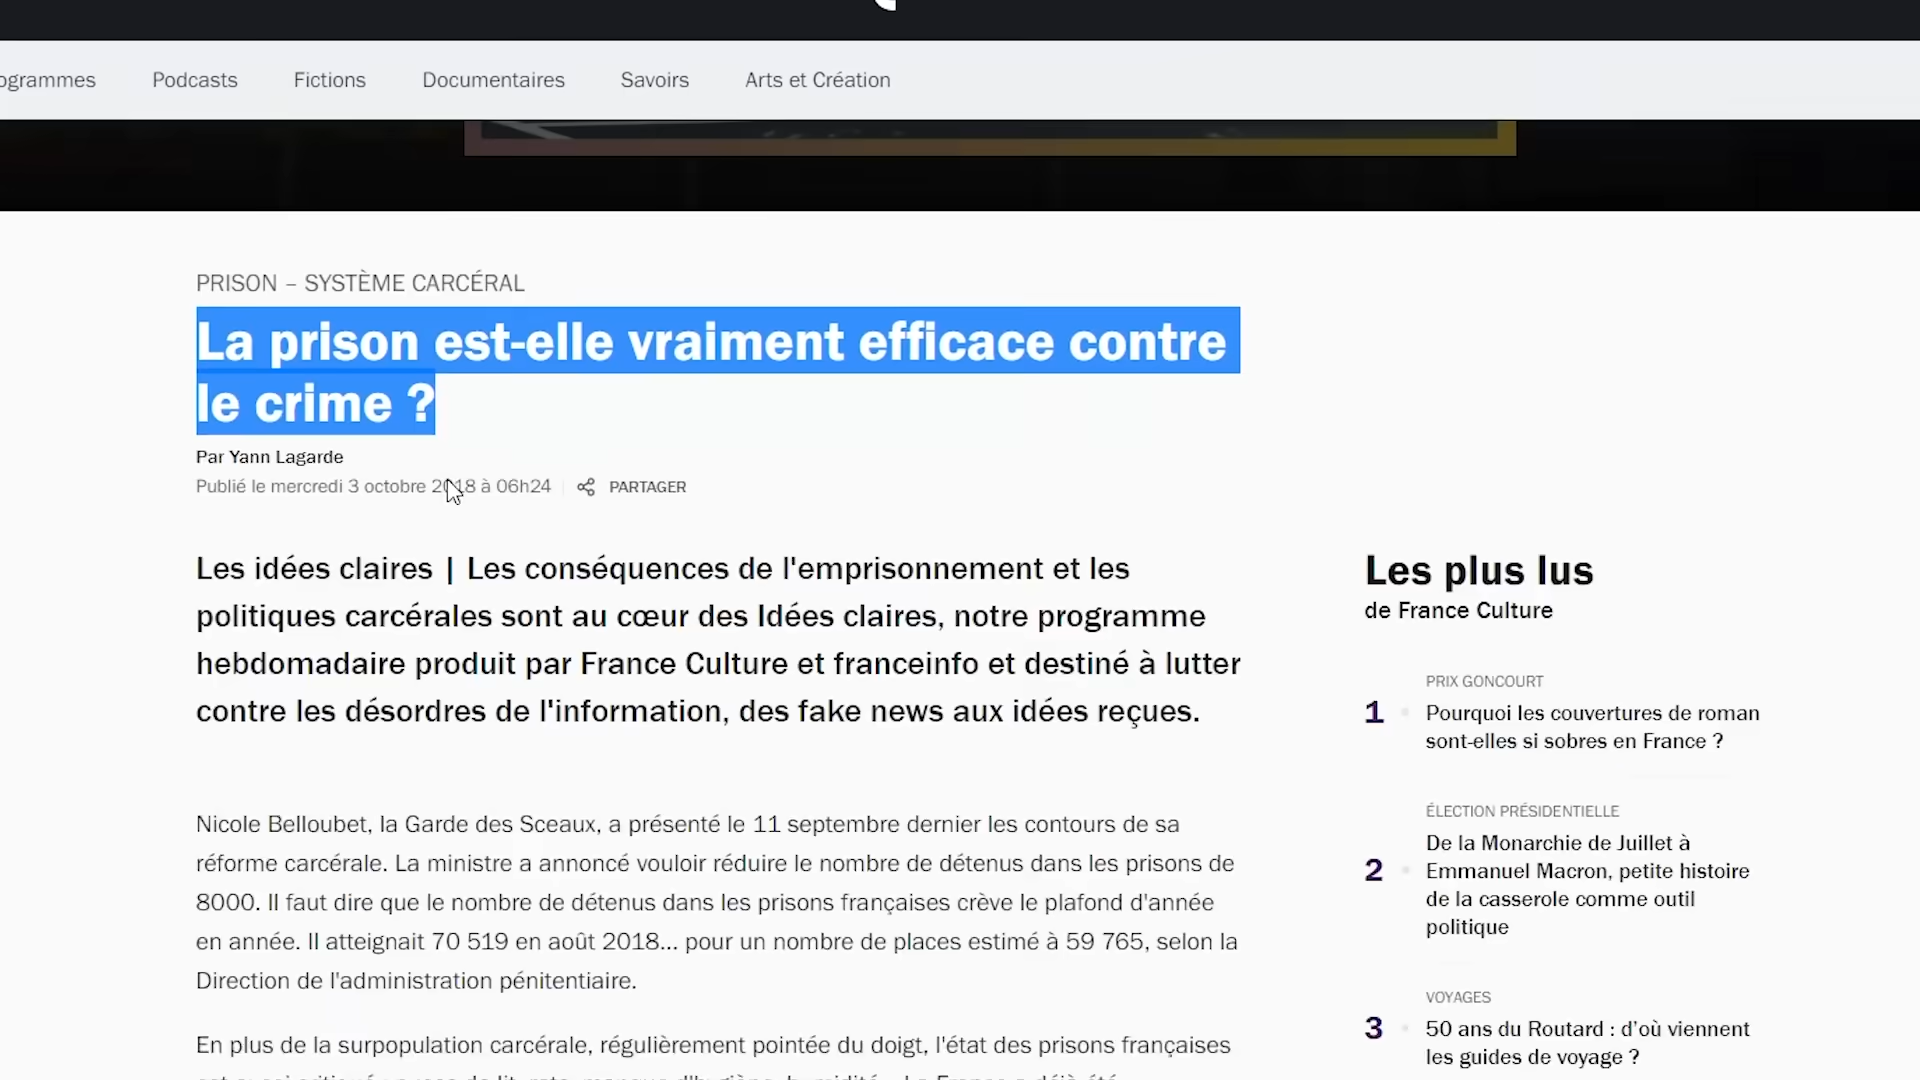 Podcasts
Fictions
Documentaires
Savoirs
Arts et Création
PRISON – SYSTÈME CARCÉRAL
La prison est-elle vraiment efficace contre
le crime ?
Par Yann Lagarde
Publié le mercredi 3 octobre 2018 à 06h24
PARTAGER
Les idées claires | Les conséquences de l'emprisonnement et les
politiques carcérales sont au cœur des Idées claires, notre programme
hebdomadaire produit par France Culture et franceinfo et destiné à lutter
contre les désordres de l'information, des fake news aux idées reçues.
Nicole Belloubet, la Garde des Sceaux, a présenté le 11 septembre dernier les contours de sa
réforme carcérale. La ministre a annoncé vouloir réduire le nombre de détenus dans les prisons de
8000. Il faut dire que le nombre de détenus dans les prisons françaises crève le plafond d'année
en année. Il atteignait 70 519 en août 2018... pour un nombre de places estimé à 59 765, selon la
Direction de l'administration pénitentiaire.
En plus de la surpopulation carcérale, régulièrement pointée du doigt, l'état des prisons françaises
Les plus lus
de France Culture
1
PRIX GONCOURT
Pourquoi les couvertures de roman
sont-elles si sobres en France ?
2
ÉLECTION PRÉSIDENTIELLE
De la Monarchie de Juillet à
Emmanuel Macron, petite histoire
de la casserole comme outil
politique
3
VOYAGES
50 ans du Routard : d'où viennent
les guides de voyage ?